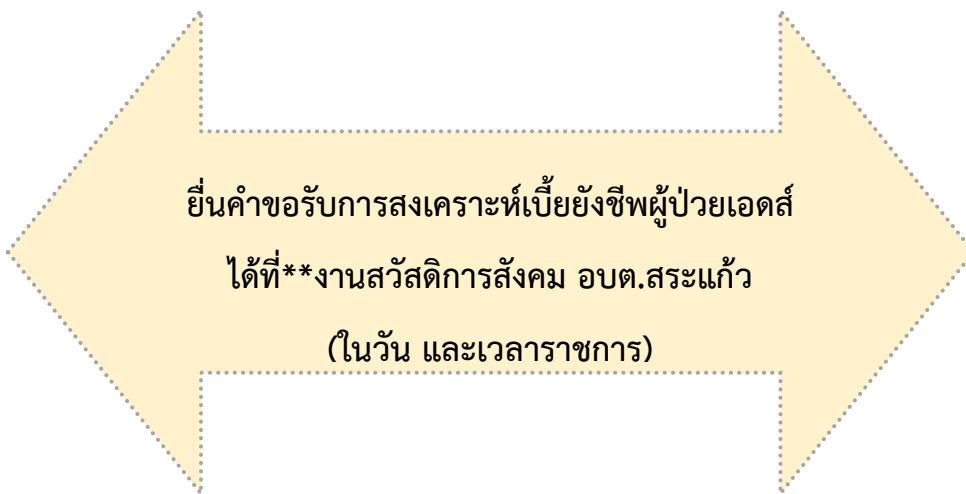 ยื่นคำขอรับการสงเคราะห์เบี้ยยังชีพผู้ป่วยเอดส์
ได้ที่**งานสวัสดิการสังคม อบต.สระแก้ว
(ในวัน และเวลาราชการ)